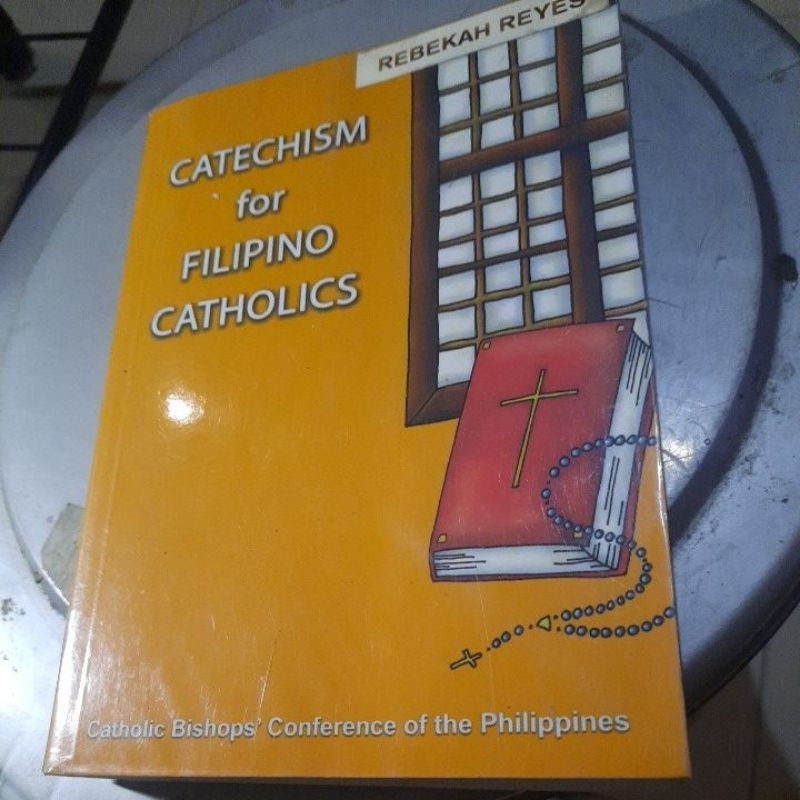 REBEKAH REYES
CATECHISM
for
FILIPINO
CATHOLICS
Catholic Bishops' Conference of the Philippines